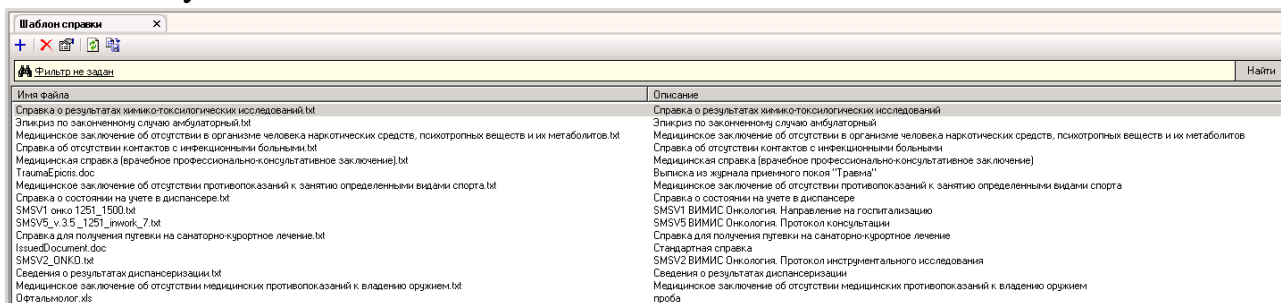 Шаблон справки
Фильтр не задан Найти
Имя файла Описание
Справка о результатах химико-токсилогических исследований.txt Справка о результатах химико-токсилогических исследований
Эпикриз по законченному случаю амбулаторный.txt Эпикриз по законченному случаю амбулаторный
Медицинское заключение об отсутствии в организме человека наркотических средств, психотропных веществ и их метаболитов.txt Медицинское заключение об отсутствии в организме человека наркотических средств, психотропных веществ и их метаболитов
Справка об отсутствии контактов с инфекционными больными.txt Справка об отсутствии контактов с инфекционными больными
Медицинская справка (врачебное профессионально-консультативное заключение).txt Медицинская справка (врачебное профессионально-консультативное заключение)
TraumaEpicris.doc Выписка из журнала приемного покоя "Травма"
Медицинское заключение об отсутствии противопоказаний к занятию определенными видами спорта.txt Медицинское заключение об отсутствии противопоказаний к занятию определенными видами спорта
Справка о состоянии на учете в диспансере.txt Справка о состоянии на учете в диспансере
SMSV1 онко 1251_1500.txt SMSV1 ВИМИС Онкология. Направление на госпитализацию
SMSV5_v.3.5_1251_inwork_7.txt SMSV5 ВИМИС Онкология. Протокол консультации
Справка для получения путевки на санаторно-курортное лечение.txt Справка для получения путевки на санаторно-курортное лечение
IssuedDocument.doc Стандартная справка
SMSV2_ONKO.txt SMSV2 ВИМИС Онкология. Протокол инструментального исследования
Сведения о результатах диспансеризации.txt Сведения о результатах диспансеризации
Медицинское заключение об отсутствии медицинских противопоказаний к владению оружием.txt Медицинское заключение об отсутствии медицинских противопоказаний к владению оружием
Офтальмолог.xls проба